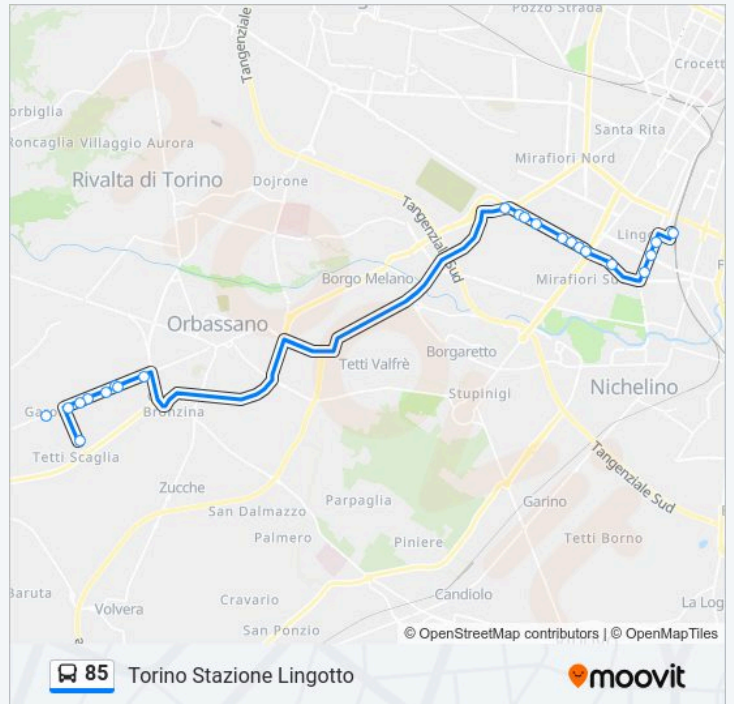 Pozzo Strada
Tangenziale
Crocett
orbiglia
Roncaglia Villaggio Aurora
Santa Rita
Mirafiori Nord
Rivalta di Torino
Dojrone
Tangenziale Sud
Lingo
Borgo Melano
Mirafiori Su
F
Orbassano
Tetti Valfrè
Borgaretto
Stupinigi
Nichelino
Ga
Bronzina
Tetti Scaglia
Tangenziale Sud
Zucche
Parpaglia
Garino
San Dalmazzo
Palmero
Piniere
Tetti Borno
Baruta
Volvera
Cravario
Candiolo
La Log
San Ponzio
a
© OpenStreetMap contributors | © OpenMapTiles
85 Torino Stazione Lingotto
moovit